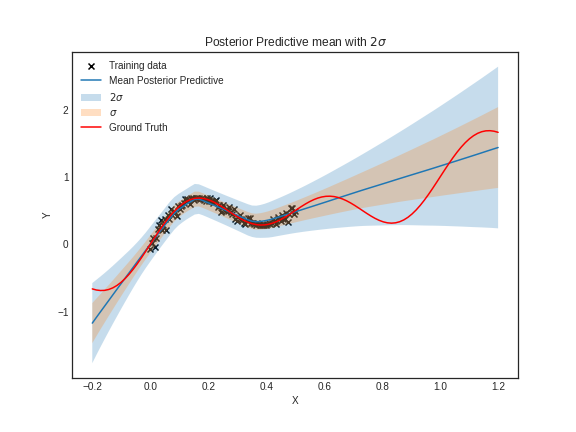 Posterior Predictive mean with 2σ
Training data
Mean Posterior Predictive
2σ
σ
Ground Truth
Y
2
1
0
−1
−0.2 0.0 0.2 0.4 0.6 0.8 1.0 1.2
X